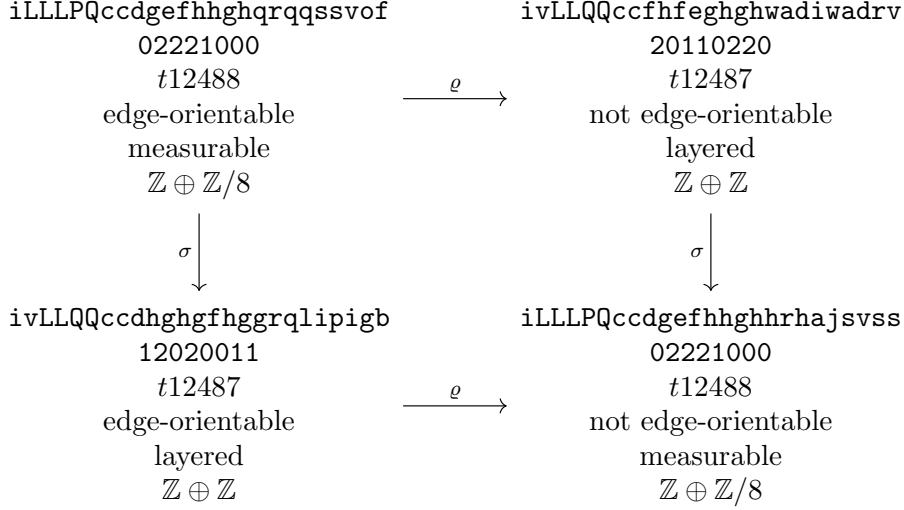 iLLLPQccdgefhhghqrqqssvof
02221000
t12488
edge-orientable
measurable
ℤ ⊕ ℤ/8
ϱ
ivLLQQccfhfeghghwadiwadrv
20110220
t12487
not edge-orientable
layered
ℤ ⊕ ℤ
σ
σ
ivLLQQccdhghgfhggrqlipigb
12020011
t12487
edge-orientable
layered
ℤ ⊕ ℤ
ϱ
iLLLPQccdgefhhghhrhajsvss
02221000
t12488
not edge-orientable
measurable
ℤ ⊕ ℤ/8